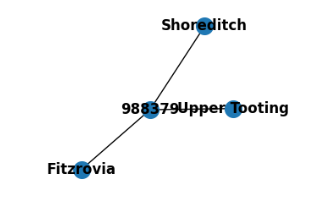 Shoreditch
988379
Upper Tooting
Fitzrovia